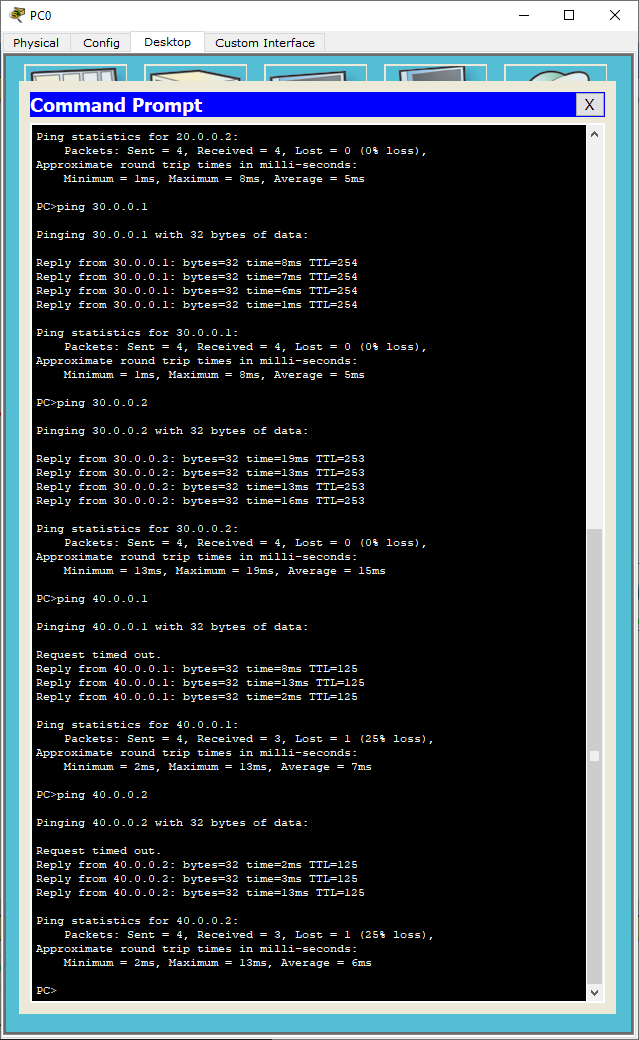 PC0
Physical Config Desktop Custom Interface
Command Prompt X
Ping statistics for 20.0.0.2:
Packets: Sent = 4, Received = 4, Lost = 0 (0% loss),
Approximate round trip times in milli-seconds:
Minimum = 1ms, Maximum = 8ms, Average = 5ms
PC>ping 30.0.0.1
Pinging 30.0.0.1 with 32 bytes of data:
Reply from 30.0.0.1: bytes=32 time=8ms TTL=254
Reply from 30.0.0.1: bytes=32 time=7ms TTL=254
Reply from 30.0.0.1: bytes=32 time=6ms TTL=254
Reply from 30.0.0.1: bytes=32 time=1ms TTL=254
Ping statistics for 30.0.0.1:
Packets: Sent = 4, Received = 4, Lost = 0 (0% loss),
Approximate round trip times in milli-seconds:
Minimum = 1ms, Maximum = 8ms, Average = 5ms
PC>ping 30.0.0.2
Pinging 30.0.0.2 with 32 bytes of data:
Reply from 30.0.0.2: bytes=32 time=19ms TTL=253
Reply from 30.0.0.2: bytes=32 time=13ms TTL=253
Reply from 30.0.0.2: bytes=32 time=13ms TTL=253
Reply from 30.0.0.2: bytes=32 time=16ms TTL=253
Ping statistics for 30.0.0.2:
Packets: Sent = 4, Received = 4, Lost = 0 (0% loss),
Approximate round trip times in milli-seconds:
Minimum = 13ms, Maximum = 19ms, Average = 15ms
PC>ping 40.0.0.1
Pinging 40.0.0.1 with 32 bytes of data:
Request timed out.
Reply from 40.0.0.1: bytes=32 time=8ms TTL=125
Reply from 40.0.0.1: bytes=32 time=13ms TTL=125
Reply from 40.0.0.1: bytes=32 time=2ms TTL=125
Ping statistics for 40.0.0.1:
Packets: Sent = 4, Received = 3, Lost = 1 (25% loss),
Approximate round trip times in milli-seconds:
Minimum = 2ms, Maximum = 13ms, Average = 7ms
PC>ping 40.0.0.2
Pinging 40.0.0.2 with 32 bytes of data:
Request timed out.
Reply from 40.0.0.2: bytes=32 time=2ms TTL=125
Reply from 40.0.0.2: bytes=32 time=3ms TTL=125
Reply from 40.0.0.2: bytes=32 time=13ms TTL=125
Ping statistics for 40.0.0.2:
Packets: Sent = 4, Received = 3, Lost = 1 (25% loss),
Approximate round trip times in milli-seconds:
Minimum = 2ms, Maximum = 13ms, Average = 6ms
PC>